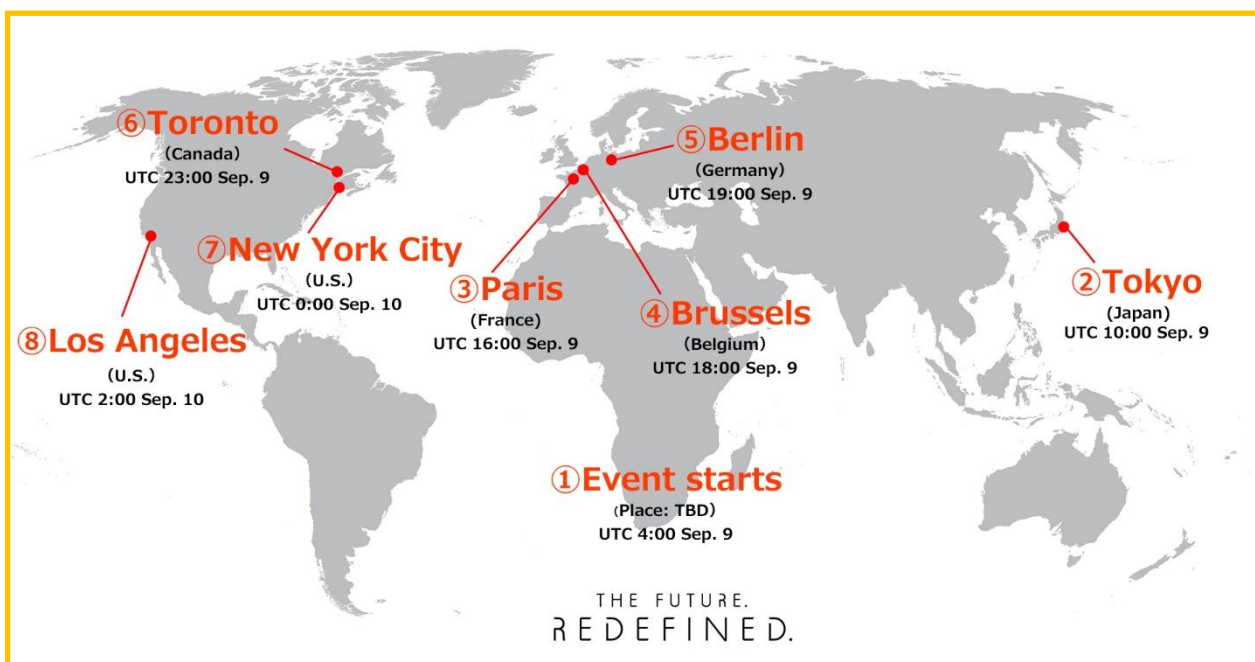 ①Event starts
(Place: TBD)
UTC 4:00 Sep. 9
②Tokyo
(Japan)
UTC 10:00 Sep. 9
③Paris
(France)
UTC 16:00 Sep. 9
④Brussels
(Belgium)
UTC 18:00 Sep. 9
⑤Berlin
(Germany)
UTC 19:00 Sep. 9
⑥Toronto
(Canada)
UTC 23:00 Sep. 9
⑦New York City
(U.S.)
UTC 0:00 Sep. 10
⑧Los Angeles
(U.S.)
UTC 2:00 Sep. 10
THE FUTURE.
REDEFINED.